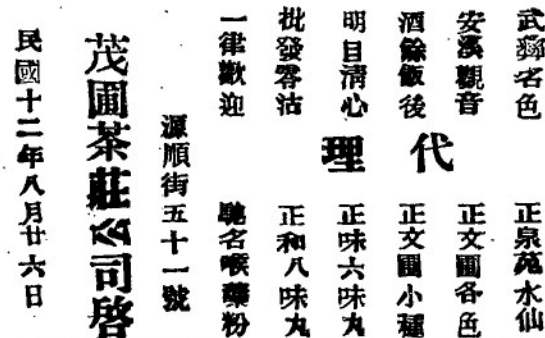 武彝名色
安溪觀音
酒餘飯後
明目清心
批發零沽
一律歡迎
代理
正泉苑水仙
正文圃各色
正文圃小種
正味六味丸
正和八味丸
馳名喉藥粉
源順街五十一號
茂圃茶莊公司啓
民國十二年八月廿六日